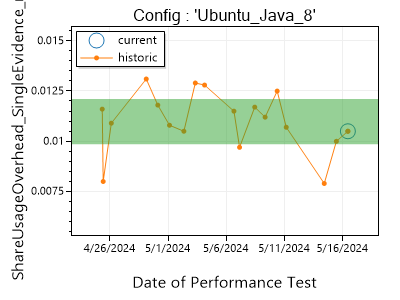 Config : 'Ubuntu_Java_8'
ShareUsageOverhead_SingleEvidence_
current
historic
0.015
0.0125
0.01
0.0075
4/26/2024 5/1/2024 5/6/2024 5/11/2024 5/16/2024
Date of Performance Test